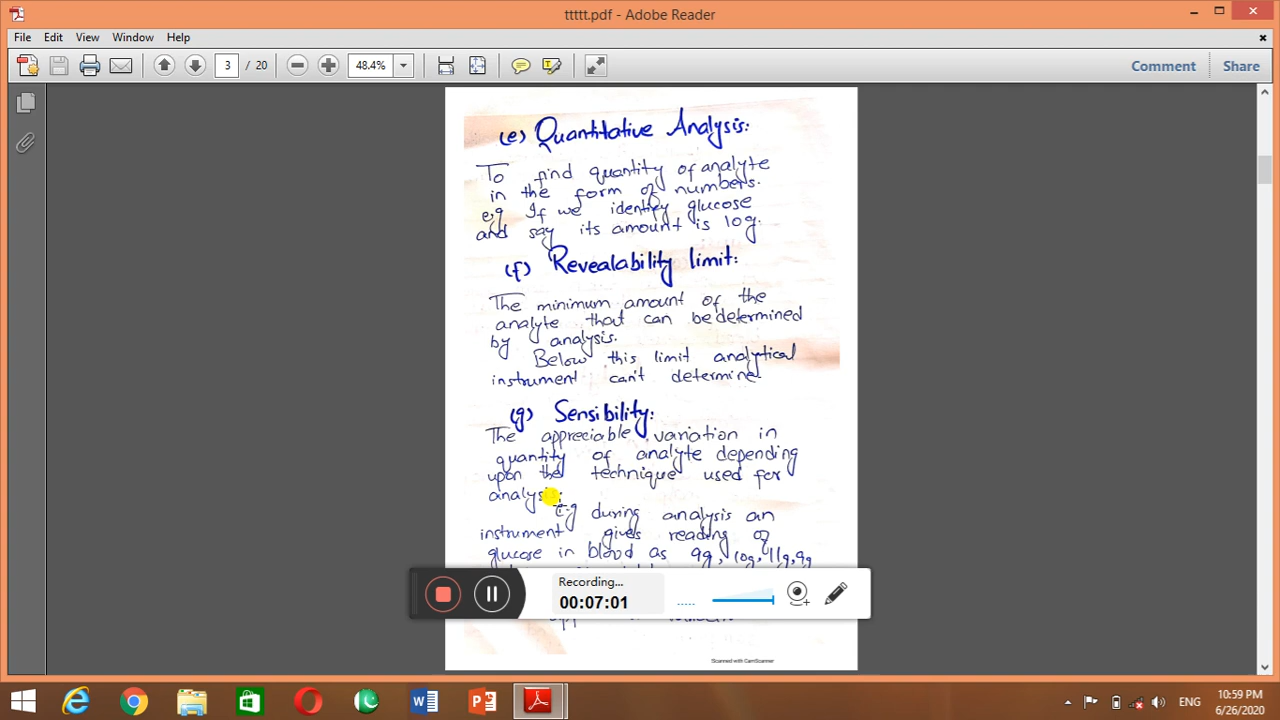 ttttt.pdf - Adobe Reader
File Edit View Window Help
3 / 20 48.4% Comment Share
(e) Quantitative Analysis:
To find quantity of analyte
in the form of numbers.
e,g If we identify glucose
and say its amount is 10g.
(f) Revealability limit:
The minimum amount of the
analyte that can be determined
by analysis.
Below this limit analytical
instrument can't determine.
(g) Sensibility:
The appreciable variation in
quantity of analyte depending
upon the technique used for
analysis.
E.g during analysis an
instrument gives reading of
glucose in blood as 9g, 10g, 11g, 9g
Recording...
00:07:01
Scanned with CamScanner
ENG
10:59 PM
6/26/2020